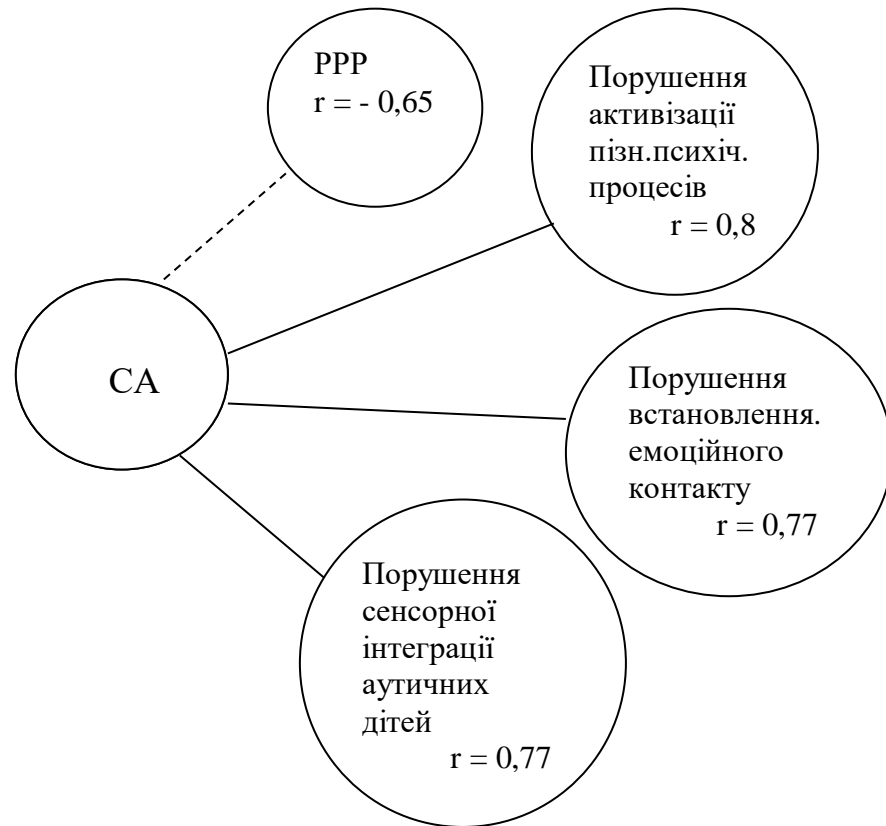 РРР
r = - 0,65
Порушення
активізації
пізн.психіч.
процесів
r = 0,8
СА
Порушення
встановлення.
емоційного
контакту
r = 0,77
Порушення
сенсорної
інтеграції
аутичних
дітей
r = 0,77